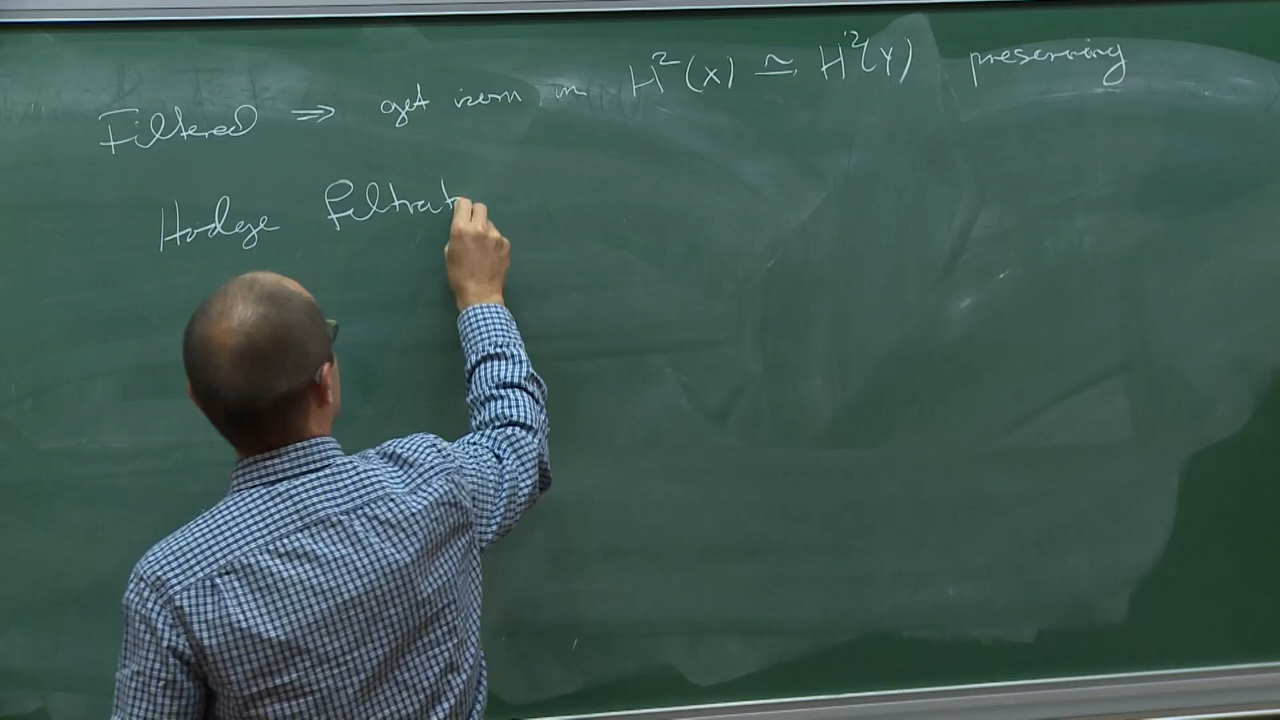 Filtered ⇒ get isom in H²(X) ≃ H²(Y) preserving
Hodge filtrat